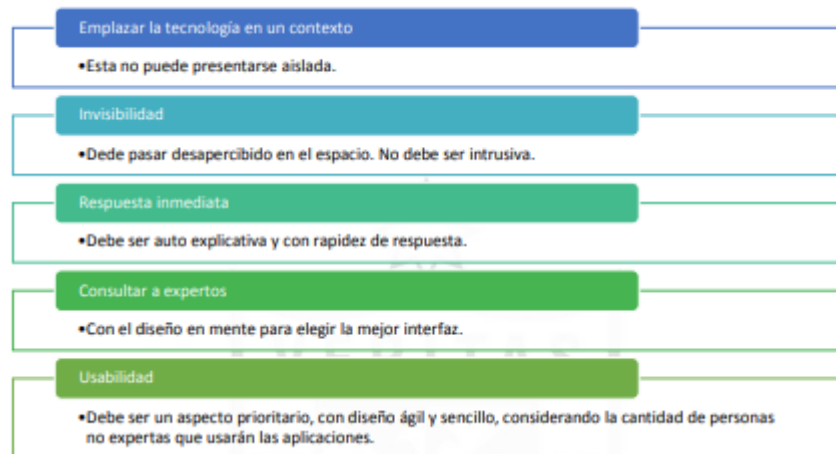 Emplazar la tecnología en un contexto
•Esta no puede presentarse aislada.
Invisibilidad
•Dede pasar desapercibido en el espacio. No debe ser intrusiva.
Respuesta inmediata
•Debe ser auto explicativa y con rapidez de respuesta.
Consultar a expertos
•Con el diseño en mente para elegir la mejor interfaz.
VERITAS
Usabilidad
•Debe ser un aspecto prioritario, con diseño ágil y sencillo, considerando la cantidad de personas
no expertas que usarán las aplicaciones.